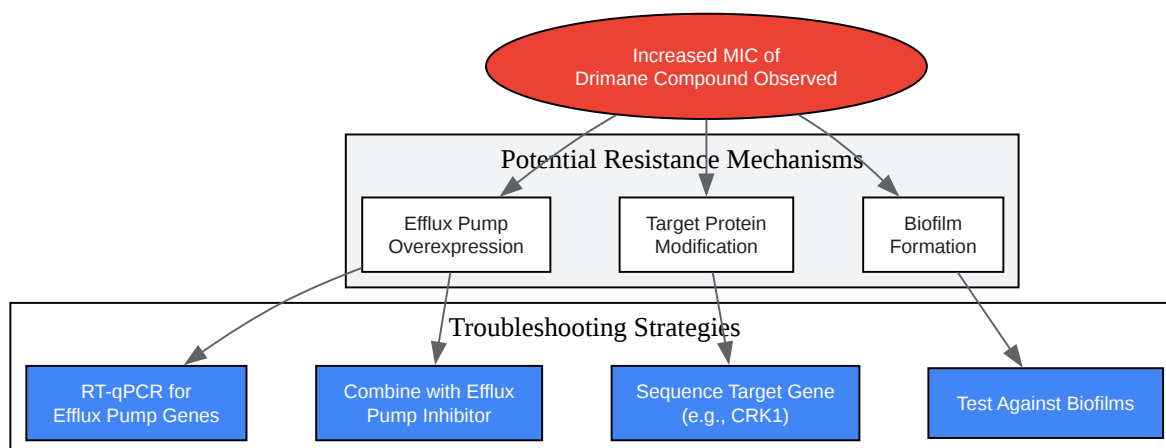 Increased MIC of
Drimane Compound Observed
Potential Resistance Mechanisms
Efflux Pump
Overexpression
Target Protein
Modification
Biofilm
Formation
Troubleshooting Strategies
RT-qPCR for
Efflux Pump Genes
Combine with Efflux
Pump Inhibitor
Sequence Target Gene
(e.g., CRK1)
Test Against Biofilms